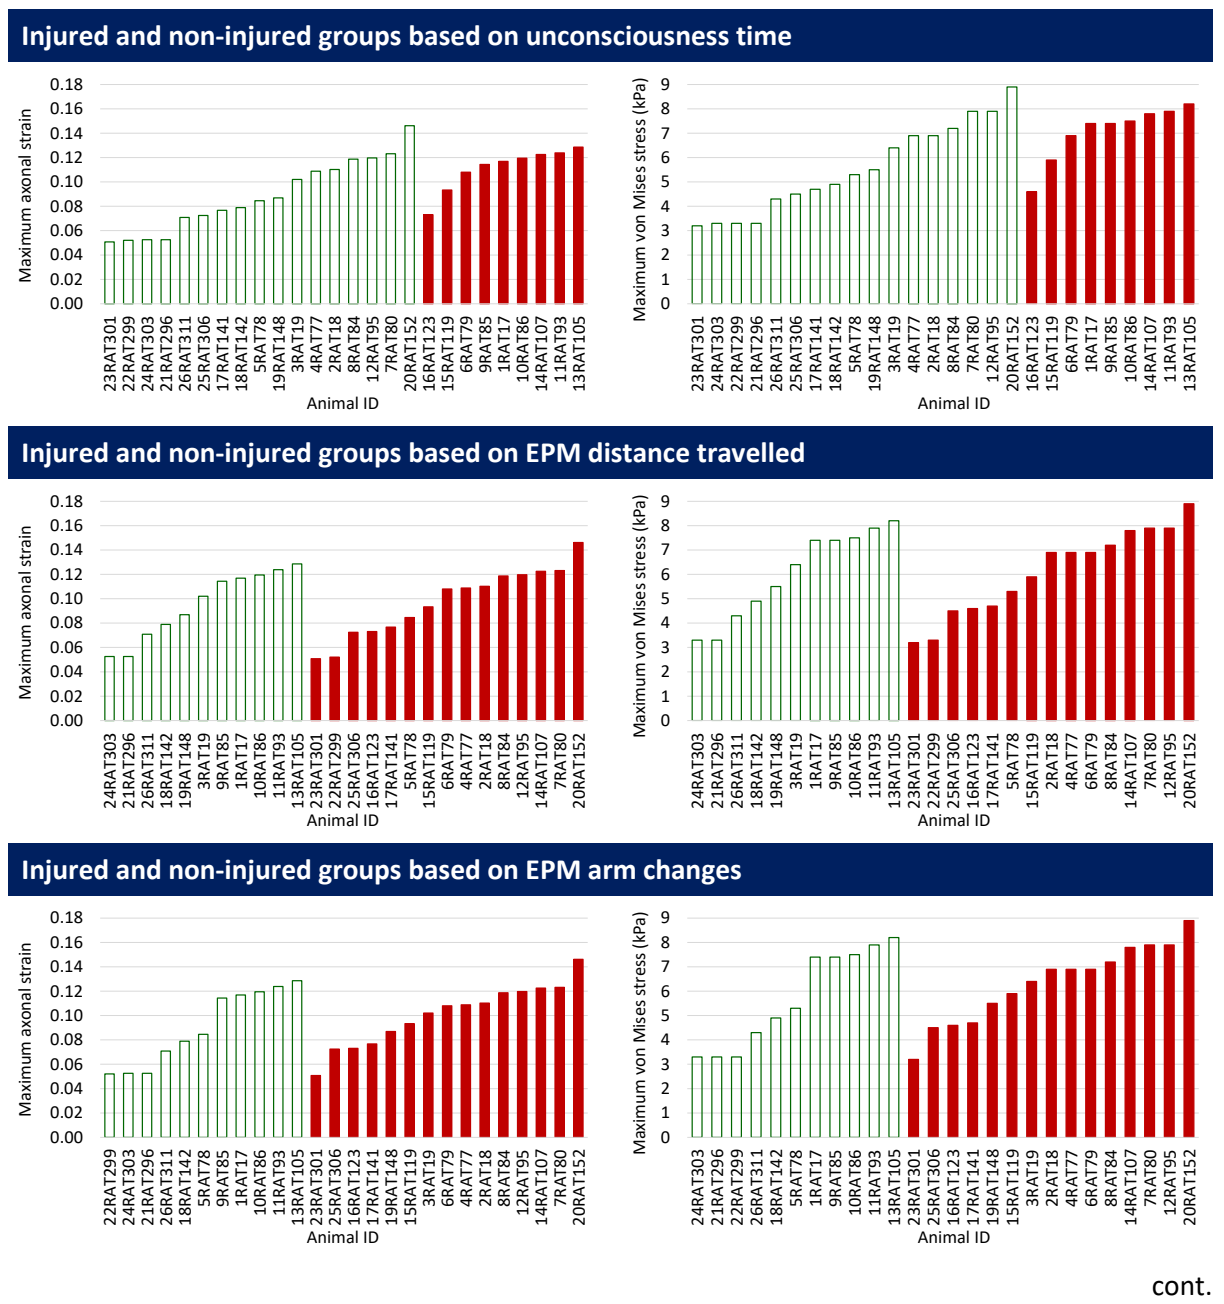 Injured and non-injured groups based on unconsciousness time
Maximum axonal strain
0.18
0.16
0.14
0.12
0.10
0.08
0.06
0.04
0.02
0.00
23RAT301
22RAT299
24RAT303
21RAT296
26RAT311
25RAT306
17RAT141
18RAT142
5RAT78
19RAT148
3RAT19
4RAT77
2RAT18
8RAT84
12RAT95
7RAT80
20RAT152
16RAT123
15RAT119
6RAT79
9RAT85
1RAT17
10RAT86
14RAT107
11RAT93
13RAT105
Animal ID
Maximum von Mises stress (kPa)
9
8
7
6
5
4
3
2
1
0
23RAT301
24RAT303
22RAT299
21RAT296
26RAT311
25RAT306
17RAT141
18RAT142
5RAT78
19RAT148
3RAT19
4RAT77
2RAT18
8RAT84
7RAT80
12RAT95
20RAT152
16RAT123
15RAT119
6RAT79
1RAT17
9RAT85
10RAT86
14RAT107
11RAT93
13RAT105
Animal ID
Injured and non-injured groups based on EPM distance travelled
Maximum axonal strain
0.18
0.16
0.14
0.12
0.10
0.08
0.06
0.04
0.02
0.00
24RAT303
21RAT296
26RAT311
18RAT142
19RAT148
3RAT19
9RAT85
1RAT17
10RAT86
11RAT93
13RAT105
23RAT301
22RAT299
25RAT306
16RAT123
17RAT141
5RAT78
15RAT119
6RAT79
4RAT77
2RAT18
8RAT84
12RAT95
14RAT107
7RAT80
20RAT152
Animal ID
Maximum von Mises stress (kPa)
9
8
7
6
5
4
3
2
1
0
24RAT303
21RAT296
26RAT311
18RAT142
19RAT148
3RAT19
1RAT17
9RAT85
10RAT86
11RAT93
13RAT105
23RAT301
22RAT299
25RAT306
16RAT123
17RAT141
5RAT78
15RAT119
2RAT18
4RAT77
6RAT79
8RAT84
14RAT107
7RAT80
12RAT95
20RAT152
Animal ID
Injured and non-injured groups based on EPM arm changes
Maximum axonal strain
0.18
0.16
0.14
0.12
0.10
0.08
0.06
0.04
0.02
0.00
22RAT299
24RAT303
21RAT296
26RAT311
18RAT142
5RAT78
9RAT85
1RAT17
10RAT86
11RAT93
13RAT105
23RAT301
25RAT306
16RAT123
17RAT141
19RAT148
15RAT119
3RAT19
6RAT79
4RAT77
2RAT18
8RAT84
12RAT95
14RAT107
7RAT80
20RAT152
Animal ID
Maximum von Mises stress (kPa)
9
8
7
6
5
4
3
2
1
0
24RAT303
21RAT296
22RAT299
26RAT311
18RAT142
5RAT78
1RAT17
9RAT85
10RAT86
11RAT93
13RAT105
23RAT301
25RAT306
16RAT123
17RAT141
19RAT148
15RAT119
3RAT19
2RAT18
4RAT77
6RAT79
8RAT84
14RAT107
7RAT80
12RAT95
20RAT152
Animal ID
cont.